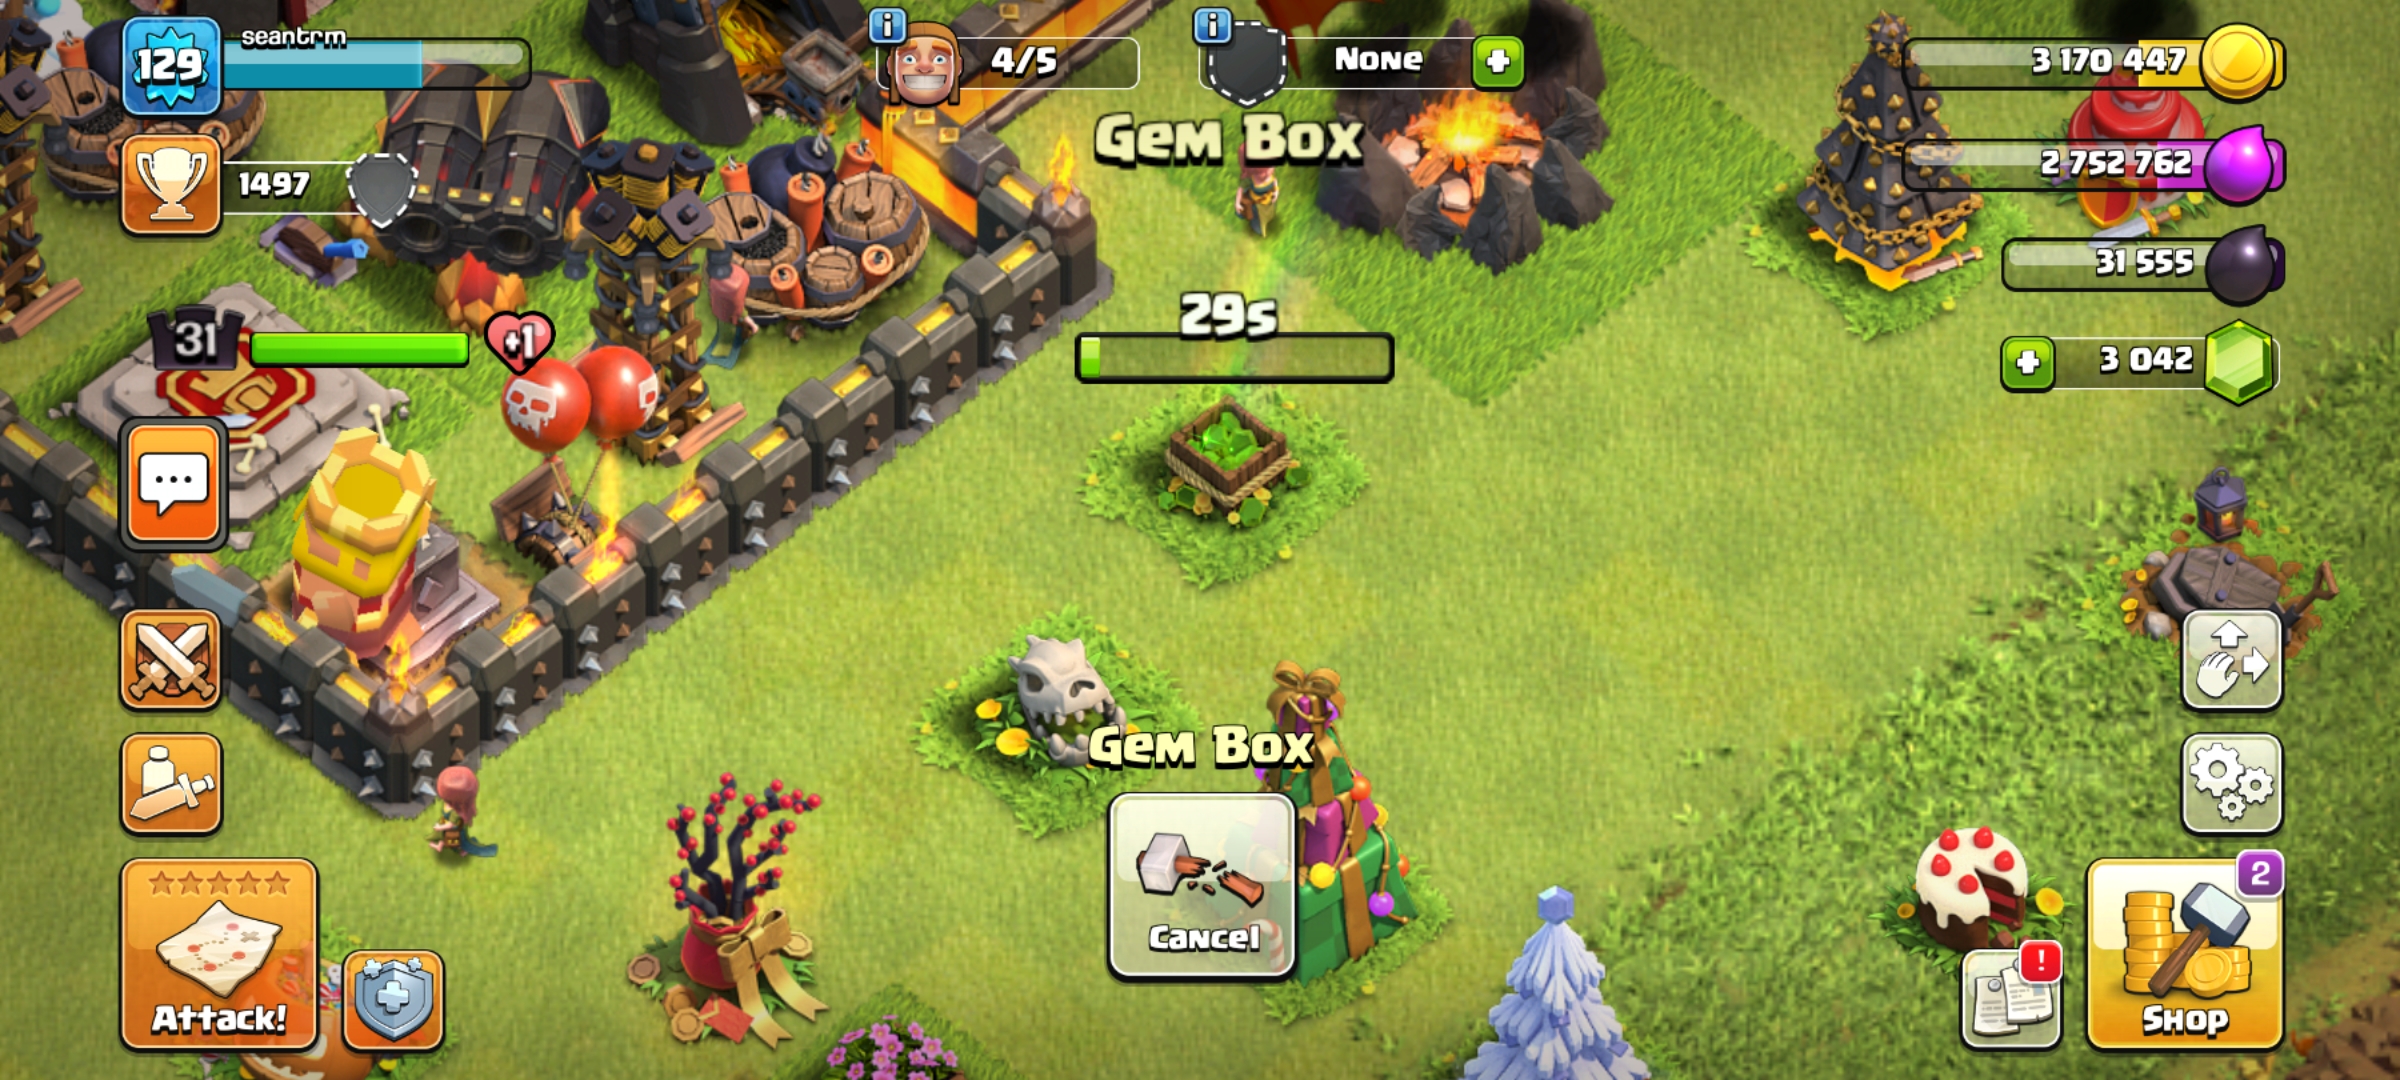 129
seantrm
4/5
None
3 170 447
Gem Box
1497
2 752 762
31 555
29s
31
+1
3 042
Gem Box
Cancel
2
!
Attack!
Shop